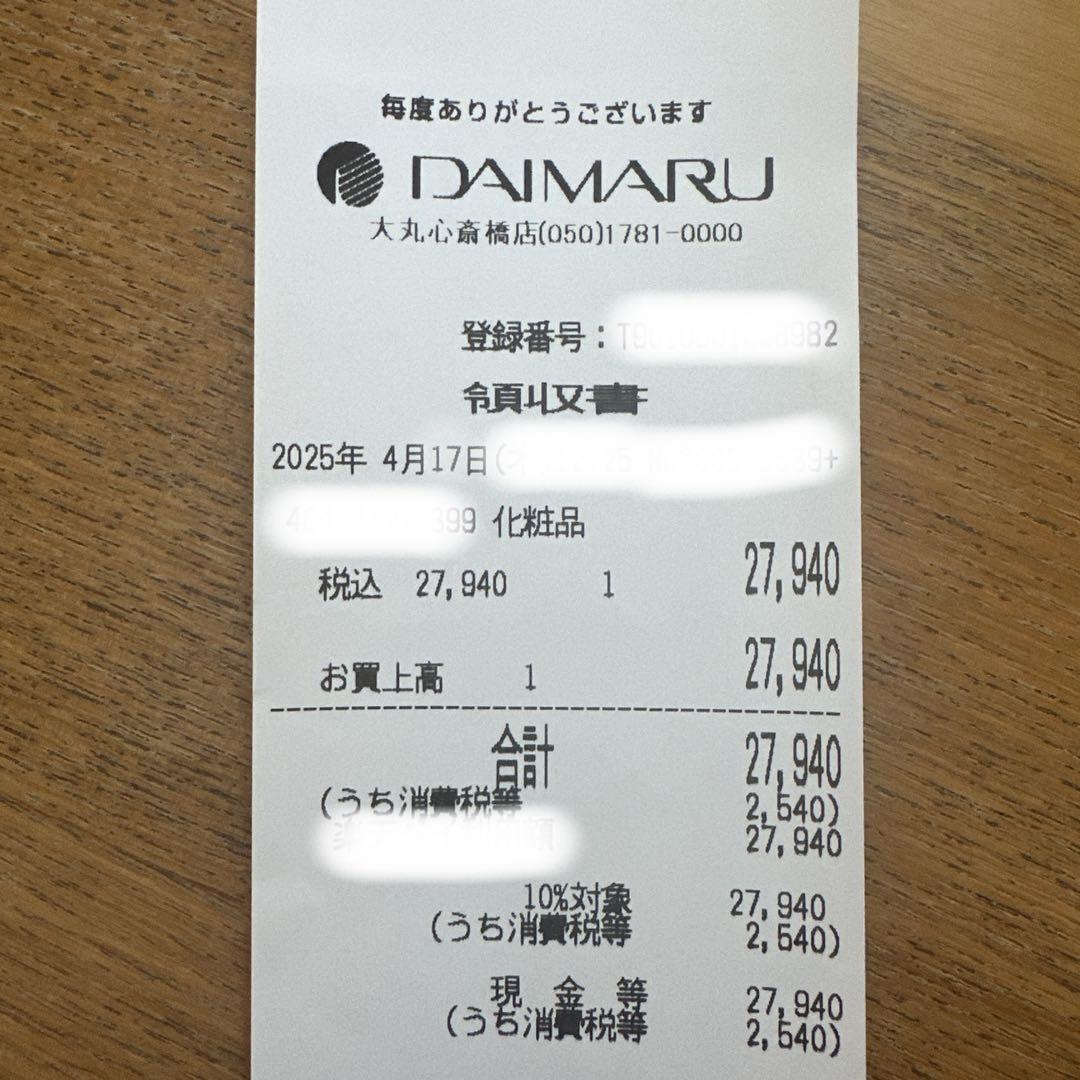 毎度ありがとうございます
DAIMARU
大丸心斎橋店(050)1781-0000
登録番号:
領収書
2025年 4月17日
化粧品
税込 27,940 1 27,940
お買上高 1 27,940
合計 27,940
(うち消費税等 2,540)
27,940
10%対象 27,940
(うち消費税等 2,540)
現 金 等 27,940
(うち消費税等 2,540)